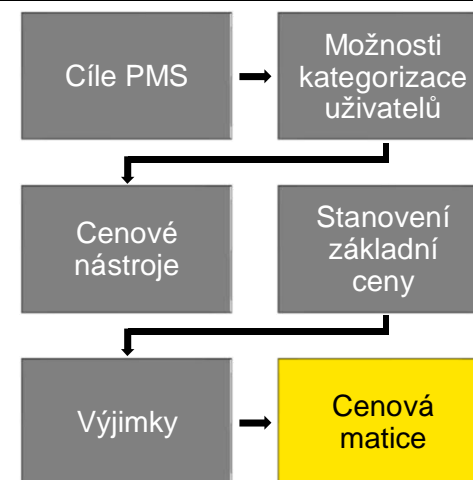 Cíle PMS
Možnosti
kategorizace
uživatelů
Cenové
nástroje
Stanovení
základní
ceny
Výjimky
Cenová
matice